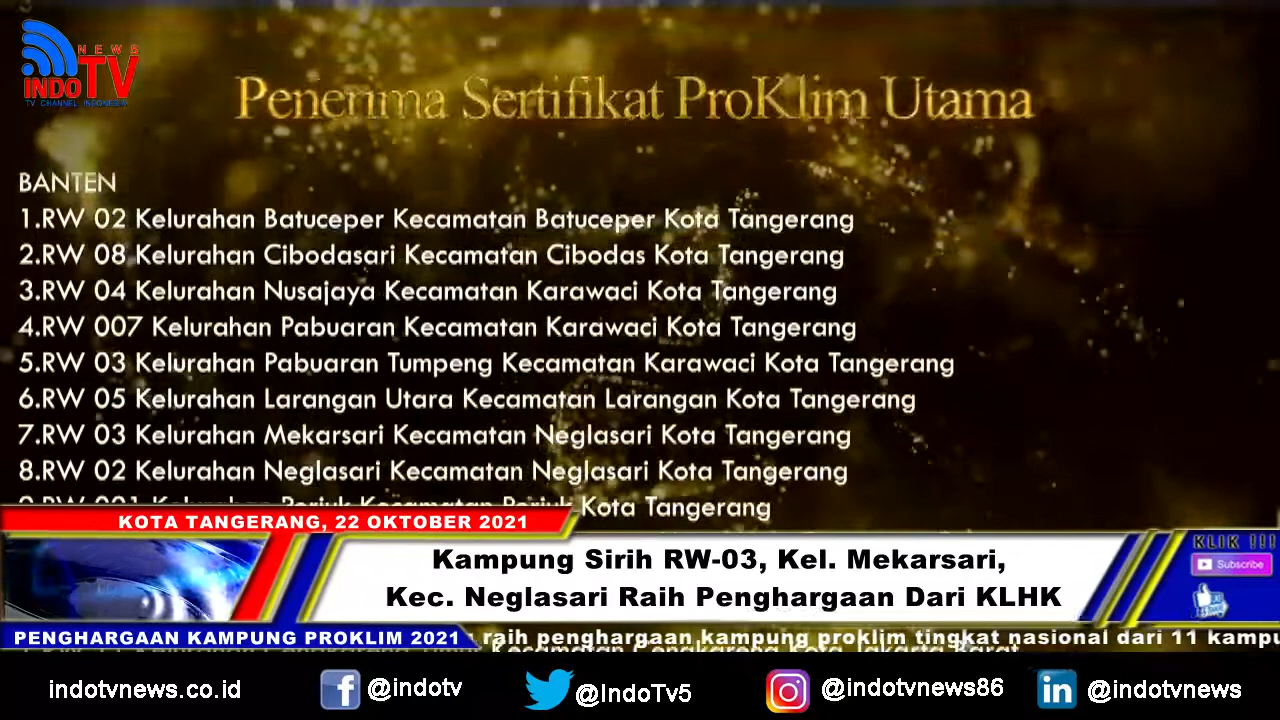 NEWS
INDO TV
TV CHANNEL INDONESIA
Penerima Sertifikat ProKlim Utama
BANTEN
1.RW 02 Kelurahan Batuceper Kecamatan Batuceper Kota Tangerang
2.RW 08 Kelurahan Cibodasari Kecamatan Cibodas Kota Tangerang
3.RW 04 Kelurahan Nusajaya Kecamatan Karawaci Kota Tangerang
4.RW 007 Kelurahan Pabuaran Kecamatan Karawaci Kota Tangerang
5.RW 03 Kelurahan Pabuaran Tumpeng Kecamatan Karawaci Kota Tangerang
6.RW 05 Kelurahan Larangan Utara Kecamatan Larangan Kota Tangerang
7.RW 03 Kelurahan Mekarsari Kecamatan Neglasari Kota Tangerang
8.RW 02 Kelurahan Neglasari Kecamatan Neglasari Kota Tangerang
Kota Tangerang
KOTA TANGERANG, 22 OKTOBER 2021
Kampung Sirih RW-03, Kel. Mekarsari,
Kec. Neglasari Raih Penghargaan Dari KLHK
KLIK !!!
Subscribe
PENGHARGAAN KAMPUNG PROKLIM 2021
raih penghargaan kampung proklim tingkat nasional dari 11 kampu
indotvnews.co.id
@indotv
@IndoTv5
@indotvnews86
@indotvnews